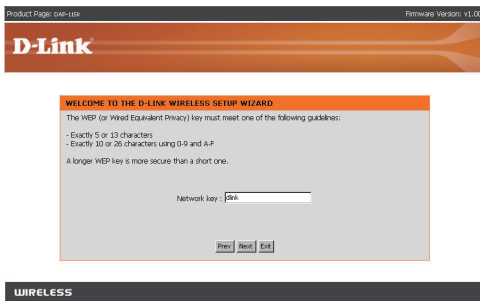 Product Page: DAP-1150 Firmware Version: v1.00
D-Link
WELCOME TO THE D-LINK WIRELESS SETUP WIZARD
The WEP (or Wired Equivalent Privacy) key must meet one of the following guidelines:
- Exactly 5 or 13 characters
- Exactly 10 or 26 characters using 0-9 and A-F
A longer WEP key is more secure than a short one.
Network key : dlink
Prev Next Exit
WIRELESS